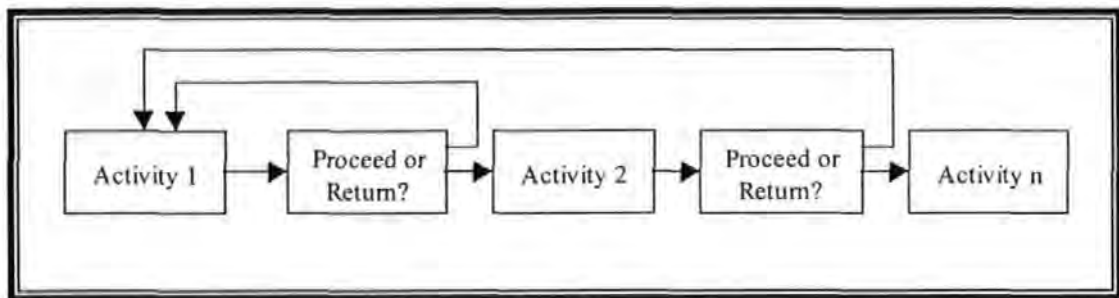 Activity 1
Proceed or
Return?
Activity 2
Proceed or
Return?
Activity n